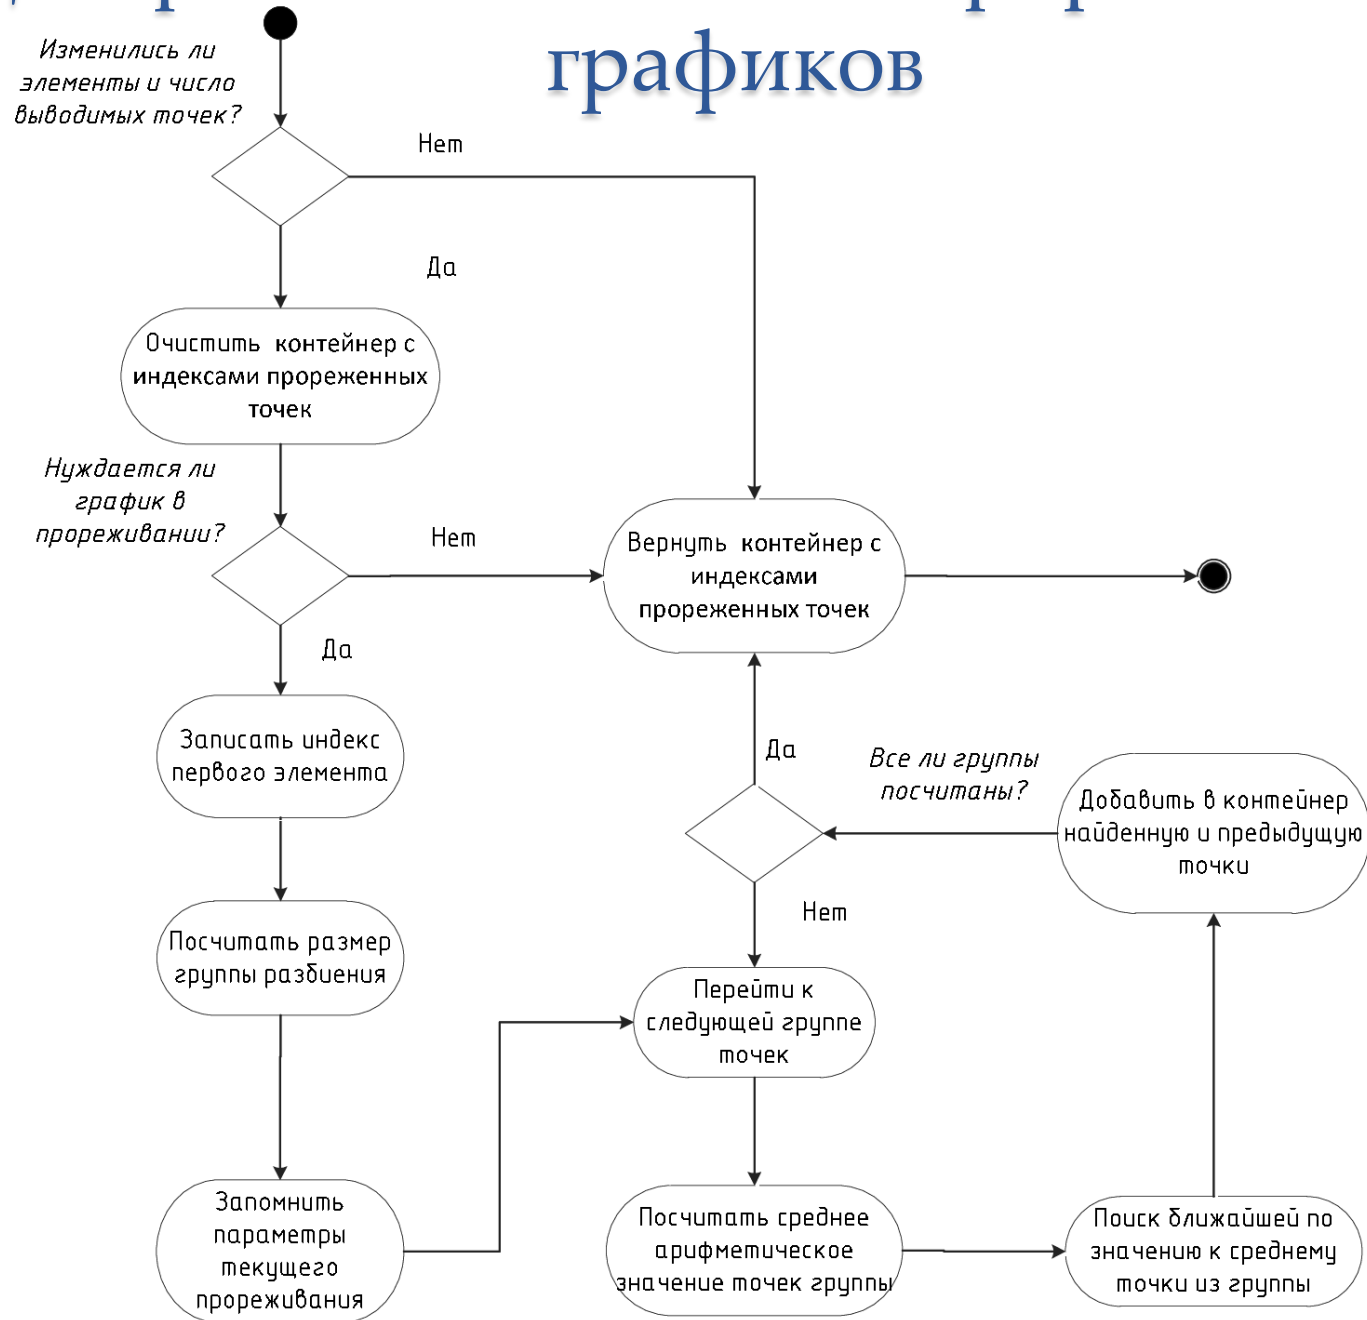 графиков
Изменились ли
элементы и число
выводимых точек?
Нет
Да
Очистить контейнер с
индексами прореженных
точек
Нуждается ли
график в
прореживании?
Нет
Вернуть контейнер с
индексами
прореженных точек
Да
Записать индекс
первого элемента
Да
Все ли группы
посчитаны?
Добавить в контейнер
найденную и предыдущую
точки
Нет
Посчитать размер
группы разбиения
Перейти к
следующей группе
точек
Запомнить
параметры
текущего
прореживания
Посчитать среднее
арифметическое
значение точек группы
Поиск ближайшей по
значению к среднему
точки из группы